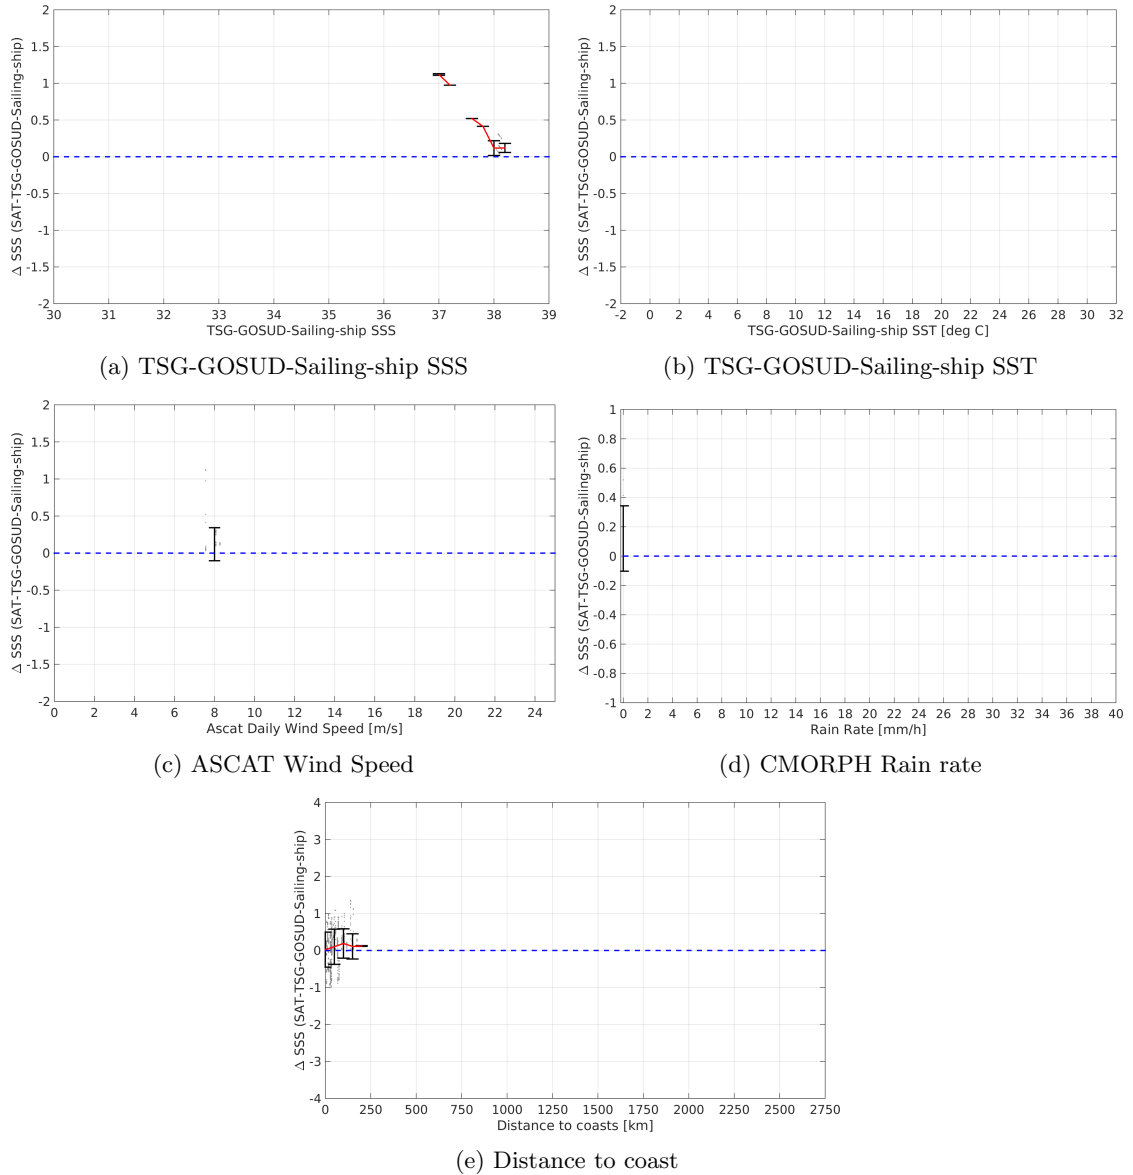 2
1.5
1
0.5
0
-0.5
-1
-1.5
-2
Δ SSS (SAT-TSG-GOSUD-Sailing-ship)
30 31 32 33 34 35 36 37 38 39
TSG-GOSUD-Sailing-ship SSS
(a) TSG-GOSUD-Sailing-ship SSS
2
1.5
1
0.5
0
-0.5
-1
-1.5
-2
Δ SSS (SAT-TSG-GOSUD-Sailing-ship)
-2 0 2 4 6 8 10 12 14 16 18 20 22 24 26 28 30 32
TSG-GOSUD-Sailing-ship SST [deg C]
(b) TSG-GOSUD-Sailing-ship SST
2
1.5
1
0.5
0
-0.5
-1
-1.5
-2
Δ SSS (SAT-TSG-GOSUD-Sailing-ship)
0 2 4 6 8 10 12 14 16 18 20 22 24
Ascat Daily Wind Speed [m/s]
(c) ASCAT Wind Speed
1
0.8
0.6
0.4
0.2
0
-0.2
-0.4
-0.6
-0.8
-1
Δ SSS (SAT-TSG-GOSUD-Sailing-ship)
0 2 4 6 8 10 12 14 16 18 20 22 24 26 28 30 32 34 36 38 40
Rain Rate [mm/h]
(d) CMORPH Rain rate
4
3
2
1
0
-1
-2
-3
-4
Δ SSS (SAT-TSG-GOSUD-Sailing-ship)
0 250 500 750 1000 1250 1500 1750 2000 2250 2500 2750
Distance to coasts [km]
(e) Distance to coast